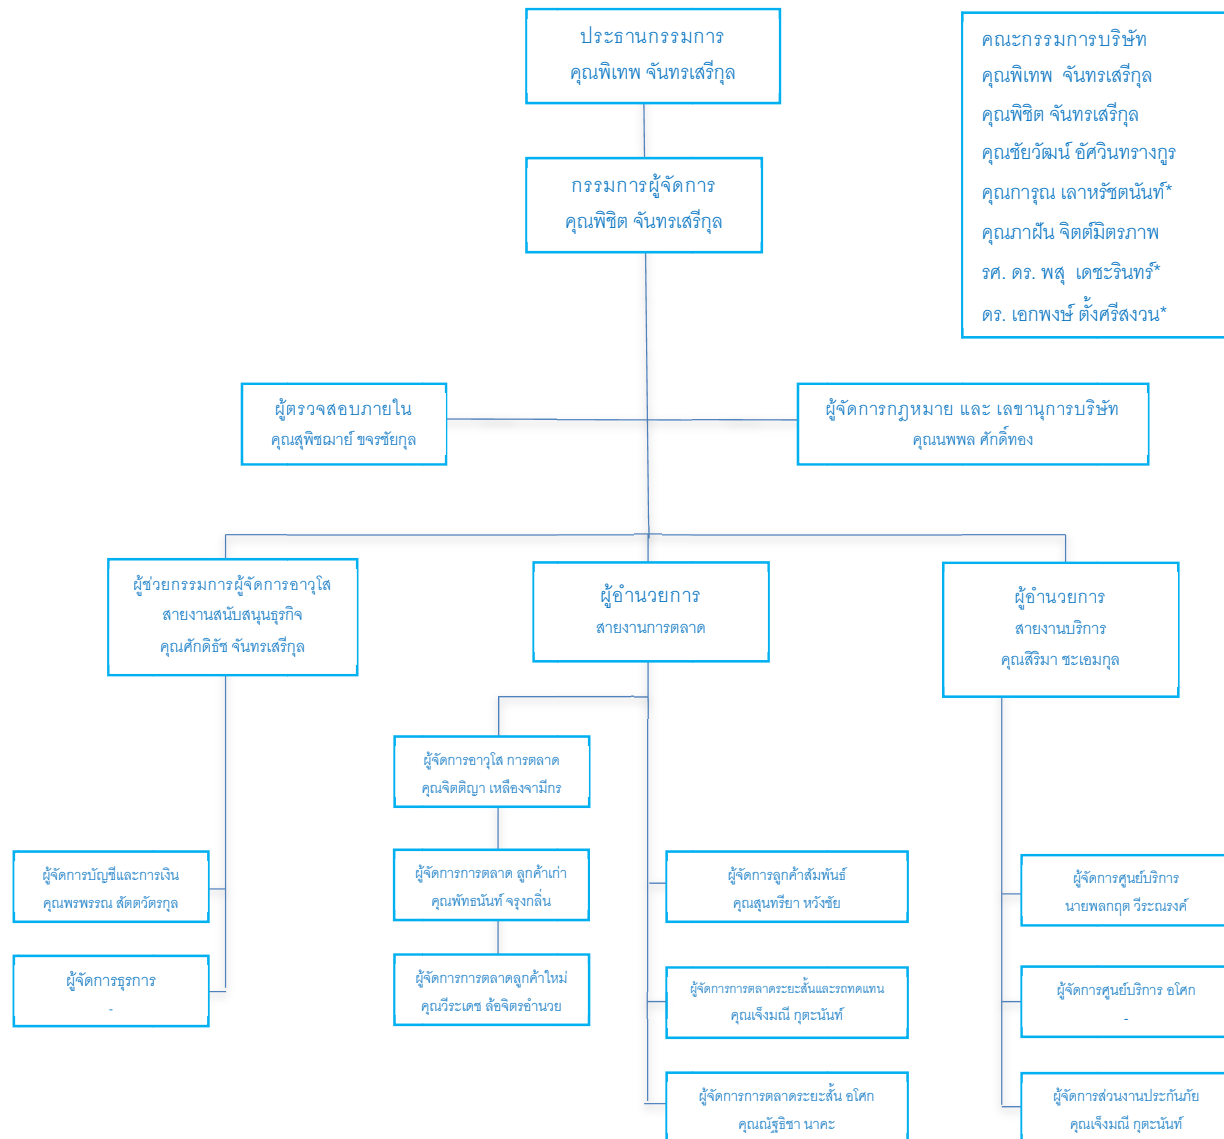 ประธานกรรมการ
คุณพิเทพ จันทรเสรีกุล
กรรมการผู้จัดการ
คุณพิชิต จันทรเสรีกุล
คณะกรรมการบริษัท
คุณพิเทพ จันทรเสรีกุล
คุณพิชิต จันทรเสรีกุล
คุณชัยวัฒน์ อัศวินทรางกูร
คุณการุณ เลาหรัชตนันท์*
คุณภาฝัน จิตต์มิตรภาพ
รศ. ดร. พสุ เดชะรินทร์*
ดร. เอกพงษ์ ตั้งศรีสงวน*
ผู้ตรวจสอบภายใน
คุณสุพิชฌาย์ ขจรชัยกุล
ผู้จัดการกฎหมาย และ เลขานุการบริษัท
คุณนพพล ศักดิ์ทอง
ผู้ช่วยกรรมการผู้จัดการอาวุโส
สายงานสนับสนุนธุรกิจ
คุณศักดิธัช จันทรเสรีกุล
ผู้อำนวยการ
สายงานการตลาด
ผู้อำนวยการ
สายงานบริการ
คุณสิริมา ชะเอมกุล
ผู้จัดการอาวุโส การตลาด
คุณจิตติญา เหลืองจามีกร
ผู้จัดการบัญชีและการเงิน
คุณพรพรรณ สัตตวัตรกุล
ผู้จัดการการตลาด ลูกค้าเก่า
คุณพัทธนันท์ จรุงกลิ่น
ผู้จัดการลูกค้าสัมพันธ์
คุณสุนทรียา หวังชัย
ผู้จัดการศูนย์บริการ
นายพลกฤต วีระณรงค์
ผู้จัดการธุรการ
-
ผู้จัดการการตลาดลูกค้าใหม่
คุณวีระเดช ล้อจิตรอำนวย
ผู้จัดการการตลาดระยะสั้นและรถทดแทน
คุณเจ็งมณี กุตะนันท์
ผู้จัดการศูนย์บริการ อโศก
-
ผู้จัดการการตลาดระยะสั้น อโศก
คุณณัฐธิชา นาคะ
ผู้จัดการส่วนงานประกันภัย
คุณเจ็งมณี กุตะนันท์